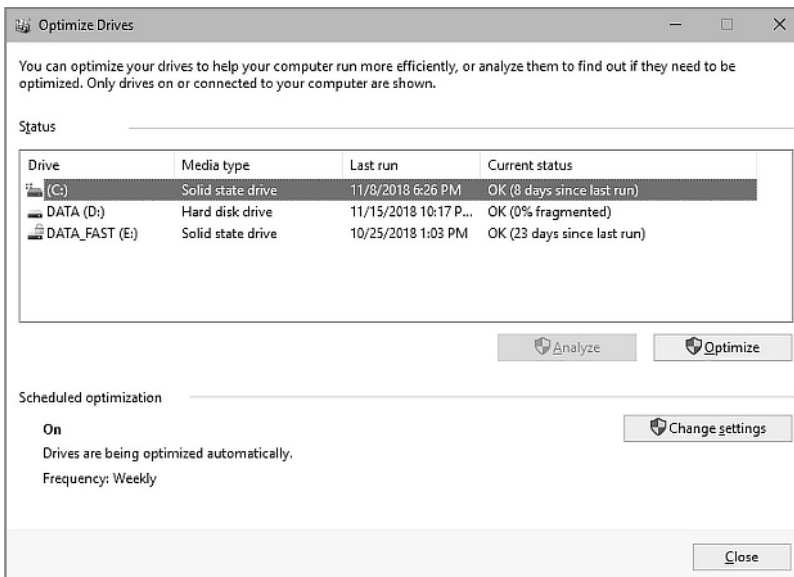 Optimize Drives
You can optimize your drives to help your computer run more efficiently, or analyze them to find out if they need to be
optimized. Only drives on or connected to your computer are shown.
Status
Drive Media type Last run Current status
(C:) Solid state drive 11/8/2018 6:26 PM OK (8 days since last run)
DATA (D:) Hard disk drive 11/15/2018 10:17 P... OK (0% fragmented)
DATA_FAST (E:) Solid state drive 10/25/2018 1:03 PM OK (23 days since last run)
Analyze Optimize
Scheduled optimization
On Change settings
Drives are being optimized automatically.
Frequency: Weekly
Close